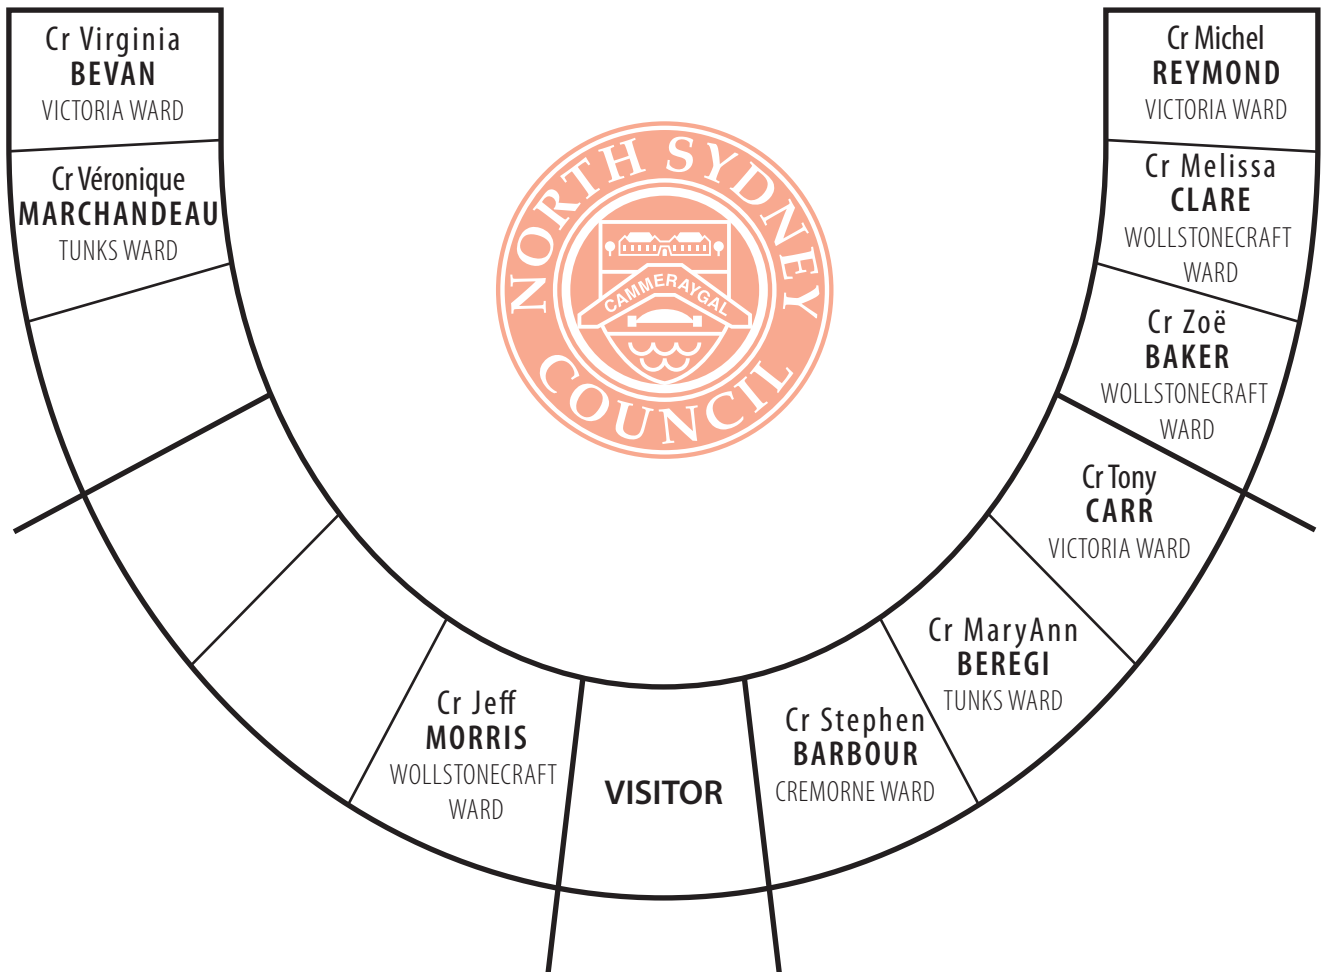 Cr Virginia
BEVAN
VICTORIA WARD
Cr Véronique
MARCHANDEAU
TUNKS WARD
Cr Jeff
MORRIS
WOLLSTONECRAFT
WARD
VISITOR
Cr Stephen
BARBOUR
CREMORNE WARD
Cr MaryAnn
BEREGI
TUNKS WARD
Cr Tony
CARR
VICTORIA WARD
Cr Zoë
BAKER
WOLLSTONECRAFT
WARD
Cr Melissa
CLARE
WOLLSTONECRAFT
WARD
Cr Michel
REYMOND
VICTORIA WARD
NORTH SYDNEY
COUNCIL
CAMMERAYGAL